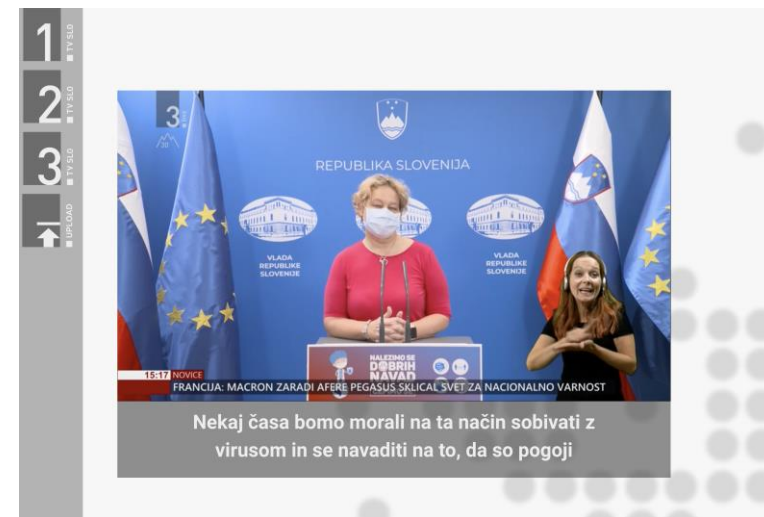 1
TV SLO
2
TV SLO
3
TV SLO
UPLOAD
3
REPUBLIKA SLOVENIJA
VLADA
REPUBLIKE
SLOVENIJE
VLADA
REPUBLIKE
SLOVENIJE
NALEZIMO SE
DOBRIH
NAVAD
15:17 NOVICE
FRANCIJA: MACRON ZARADI AFERE PEGASUS SKLICAL SVET ZA NACIONALNO VARNOST
Nekaj časa bomo morali na ta način sobivati z
virusom in se navaditi na to, da so pogoji